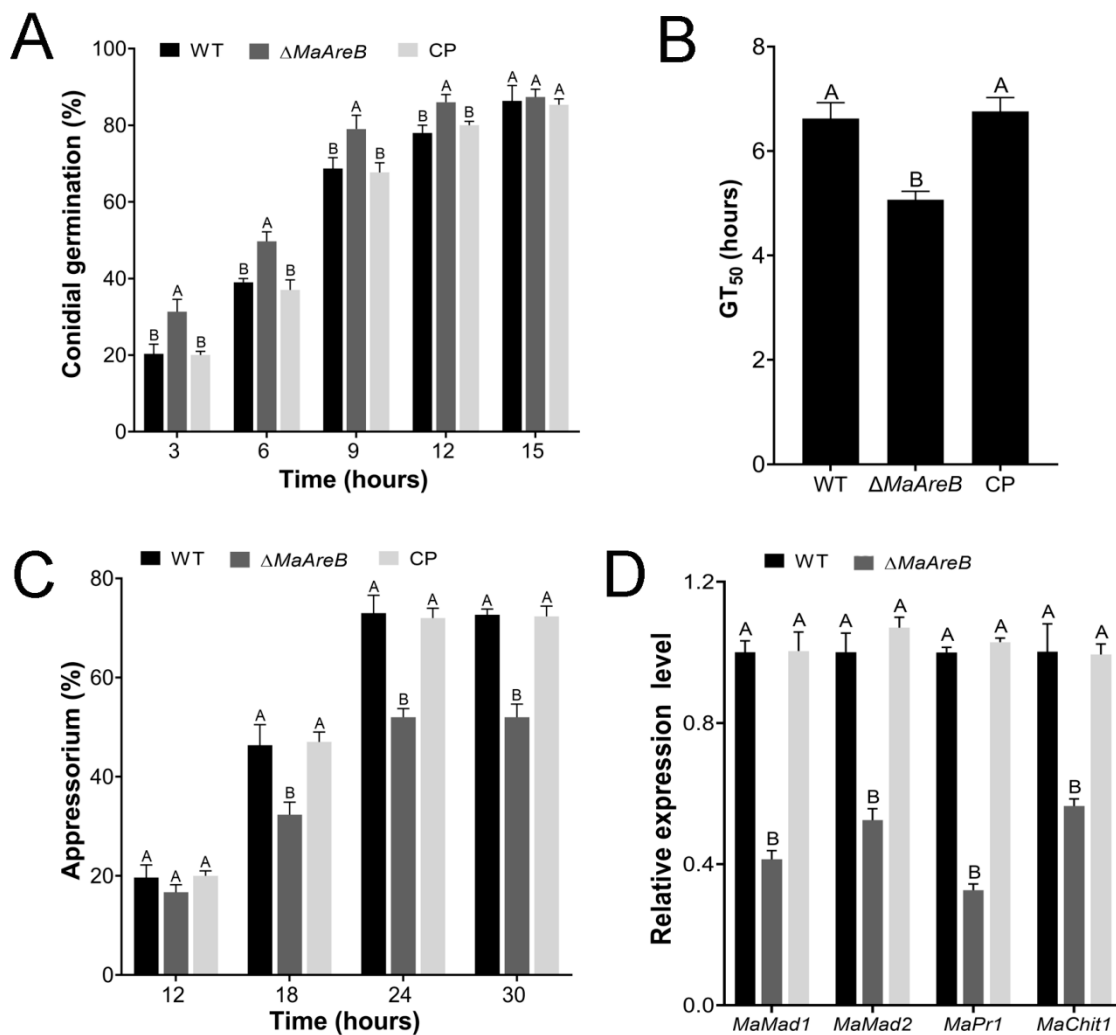 A
WT ΔMaAreB CP
Conidial germination (%)
100
80
60
40
20
0
B A B
B A B
B A B
B A B
A A A
3 6 9 12 15
Time (hours)
B
GT50 (hours)
8
6
4
2
0
A B A
WT ΔMaAreB CP
C
WT ΔMaAreB CP
Appressorium (%)
80
60
40
20
0
A A A
A B A
A B A
A B A
12 18 24 30
Time (hours)
D
WT ΔMaAreB
Relative expression level
1.2
0.8
0.4
0.0
A B A
A B A
A B A
A B A
MaMad1 MaMad2 MaPr1 MaChit1